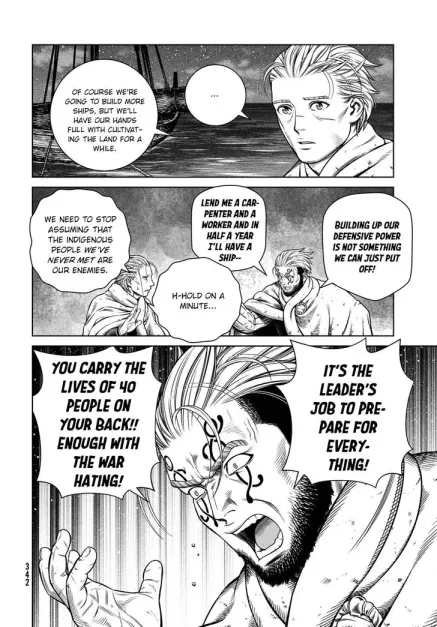 ...
OF COURSE WE'RE
GOING TO BUILD MORE
SHIPS, BUT WE'LL
HAVE OUR HANDS
FULL WITH CULTIVAT-
ING THE LAND FOR A
WHILE.
BUILDING UP OUR
DEFENSIVE POWER
IS NOT SOMETHING
WE CAN JUST PUT
OFF!
LEND ME A CAR-
PENTER AND A
WORKER AND IN
HALF A YEAR
I'LL HAVE A
SHIP--
H-HOLD ON A
MINUTE...
WE NEED TO STOP
ASSUMING THAT
THE INDIGENOUS
PEOPLE WE'VE
NEVER MET ARE
OUR ENEMIES.
IT'S THE
LEADER'S
JOB TO PRE-
PARE FOR
EVERY-
THING!
YOU CARRY THE
LIVES OF 40
PEOPLE ON
YOUR BACK!!
ENOUGH WITH
THE WAR
HATING!
342